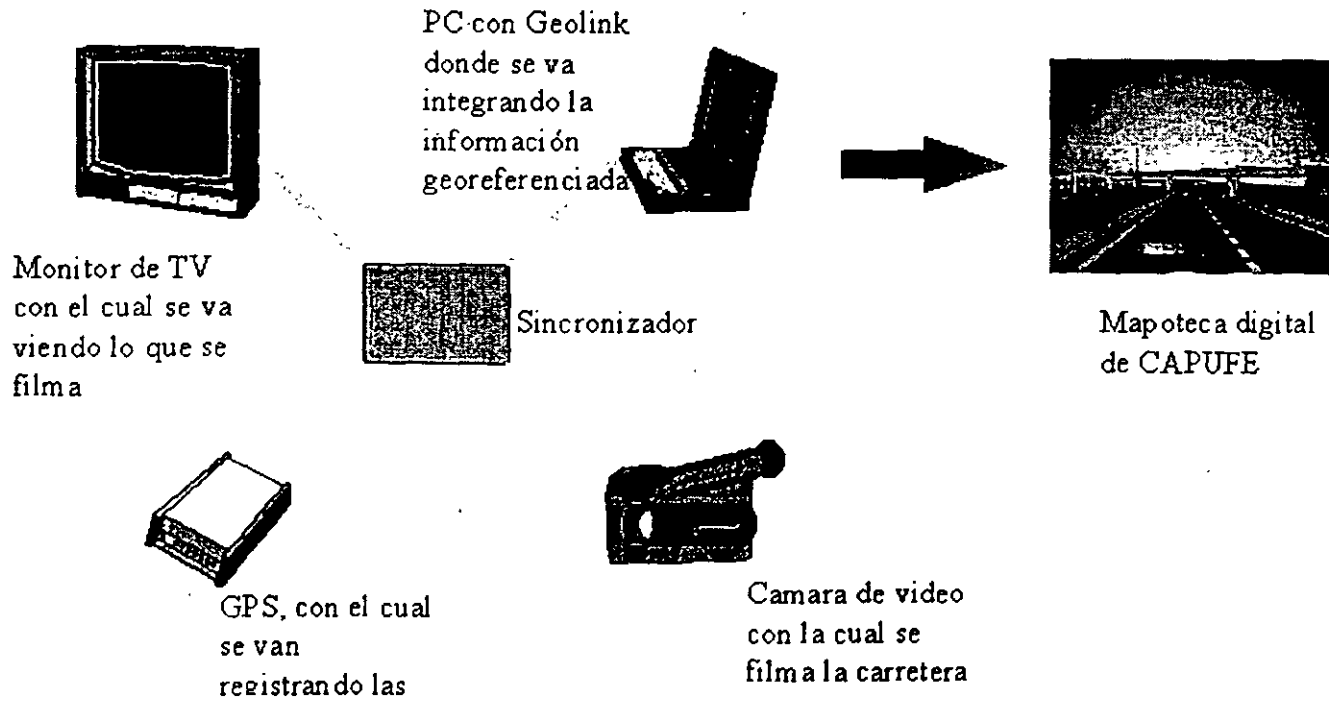 PC con Geolink
donde se va
integrando la
información
georeferenciada
Monitor de TV
con el cual se va
viendo lo que se
filma
Sincronizador
Mapoteca digital
de CAPUFE
GPS, con el cual
se van
registrando las
Camara de video
con la cual se
filma la carretera